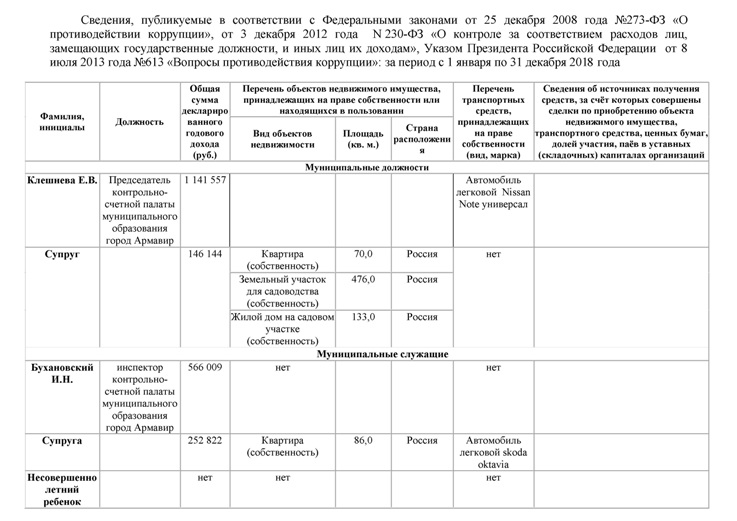 Сведения, публикуемые в соответствии с Федеральными законами от 25 декабря 2008 года №273-ФЗ «О
противодействии коррупции», от 3 декабря 2012 года N 230-ФЗ «О контроле за соответствием расходов лиц,
замещающих государственные должности, и иных лиц их доходам», Указом Президента Российской Федерации от 8
июля 2013 года №613 «Вопросы противодействия коррупции»: за период с 1 января по 31 декабря 2018 года
Фамилия,
инициалы
Должность
Общая
сумма
деклариро
ванного
годового
дохода
(руб.)
Перечень объектов недвижимого имущества,
принадлежащих на праве собственности или
находящихся в пользовании
Вид объектов
недвижимости
Площадь
(кв. м.)
Страна
расположени
я
Перечень
транспортных
средств,
принадлежащих
на праве
собственности
(вид, марка)
Сведения об источниках получения
средств, за счёт которых совершены
сделки по приобретению объекта
недвижимого имущества,
транспортного средства, ценных бумаг,
долей участия, паёв в уставных
(складочных) капиталах организаций
Муниципальные должности
Клешнева Е.В.
Председатель
контрольно-
счетной палаты
муниципального
образования
город Армавир
1 141 557
Автомобиль
легковой Nissan
Note универсал
Супруг
146 144
Квартира
(собственность)
70,0
Россия
нет
Земельный участок
для садоводства
(собственность)
476,0
Россия
Жилой дом на садовом
участке
(собственность)
133,0
Россия
Муниципальные служащие
Бухановский
И.Н.
инспектор
контрольно-
счетной палаты
муниципального
образования
город Армавир
566 009
нет
нет
Супруга
252 822
Квартира
(собственность)
86,0
Россия
Автомобиль
легковой skoda
oktavia
Несовершенно
летний
ребенок
нет
нет
нет